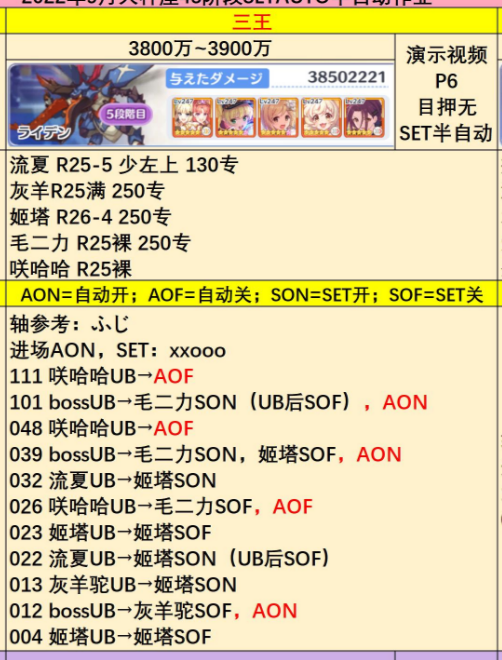 三王
3800万~3900万
演示视频
P6
目押无
SET半自动
与えたダメージ
38502221
5段階目
ライデン
流夏 R25-5 少左上 130专
灰羊R25满 250专
姬塔 R26-4 250专
毛二力 R25裸 250专
咲哈哈 R25裸
AON=自动开；AOF=自动关；SON=SET开；SOF=SET关
轴参考：ふじ
进场AON，SET：xxooo
111 咲哈哈UB→AOF
101 bossUB→毛二力SON（UB后SOF），AON
048 咲哈哈UB→AOF
039 bossUB→毛二力SON，姬塔SOF，AON
032 流夏UB→姬塔SON
026 咲哈哈UB→毛二力SOF，AOF
023 姬塔UB→姬塔SOF
022 流夏UB→姬塔SON（UB后SOF）
013 灰羊驼UB→姬塔SON
012 bossUB→灰羊驼SOF，AON
004 姬塔UB→姬塔SOF